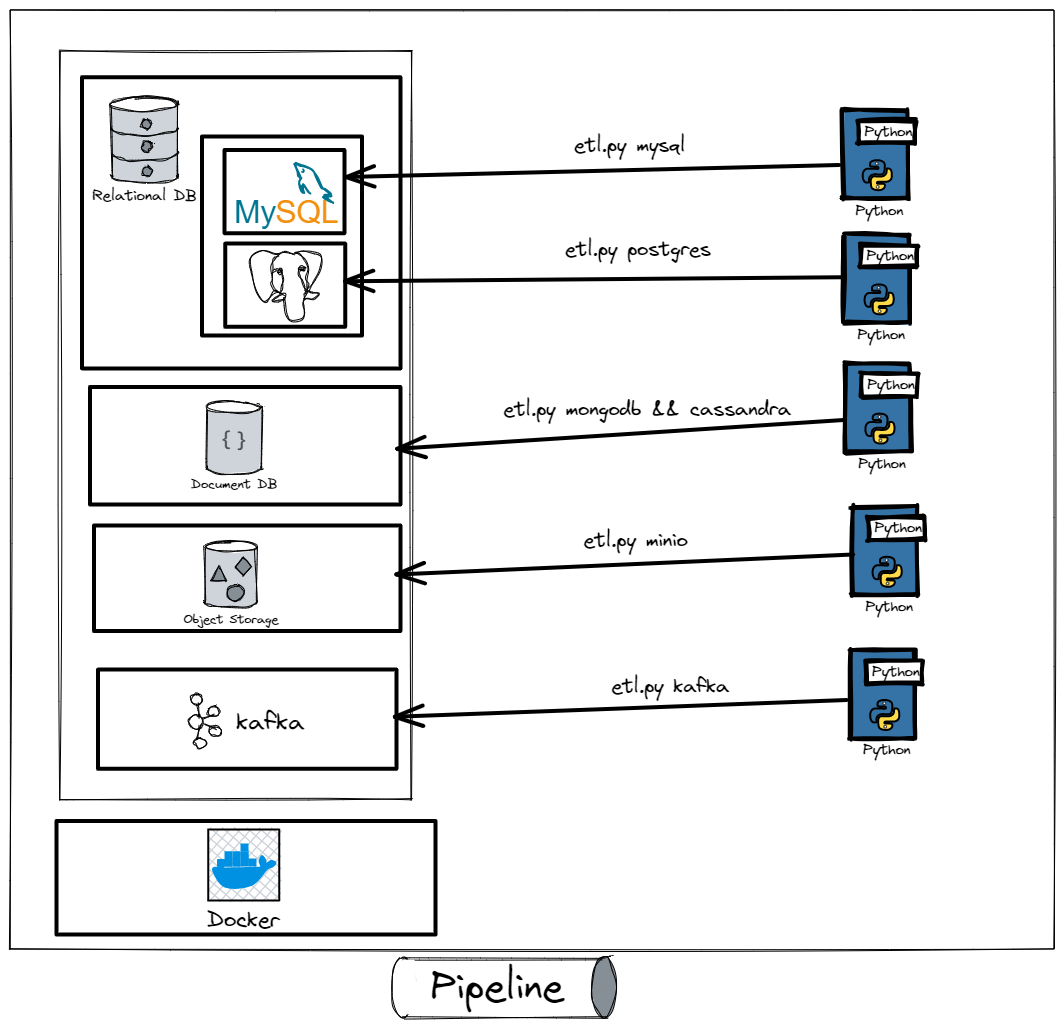 Relational DB
MySQL
etl.py mysql
Python
Python
etl.py postgres
Python
Python
etl.py mongodb && cassandra
Python
Python
{}
Document DB
etl.py minio
Python
Python
Object Storage
etl.py kafka
Python
Python
kafka
Docker
Pipeline